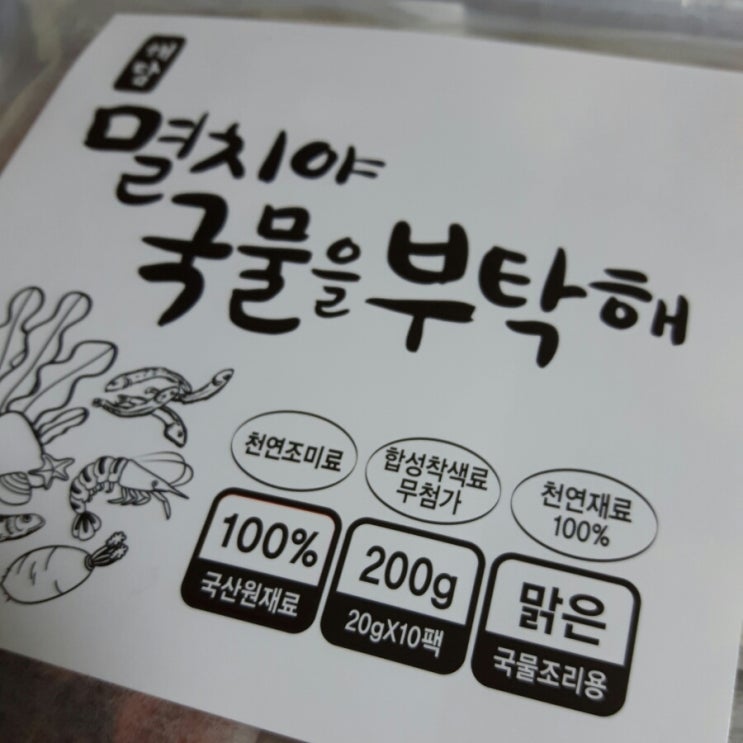 해담
멸치야
국물을 부탁해
천연조미료
합성착색료
무첨가
천연재료
100%
100%
국산원재료
200g
20gX10팩
맑은
국물조리용